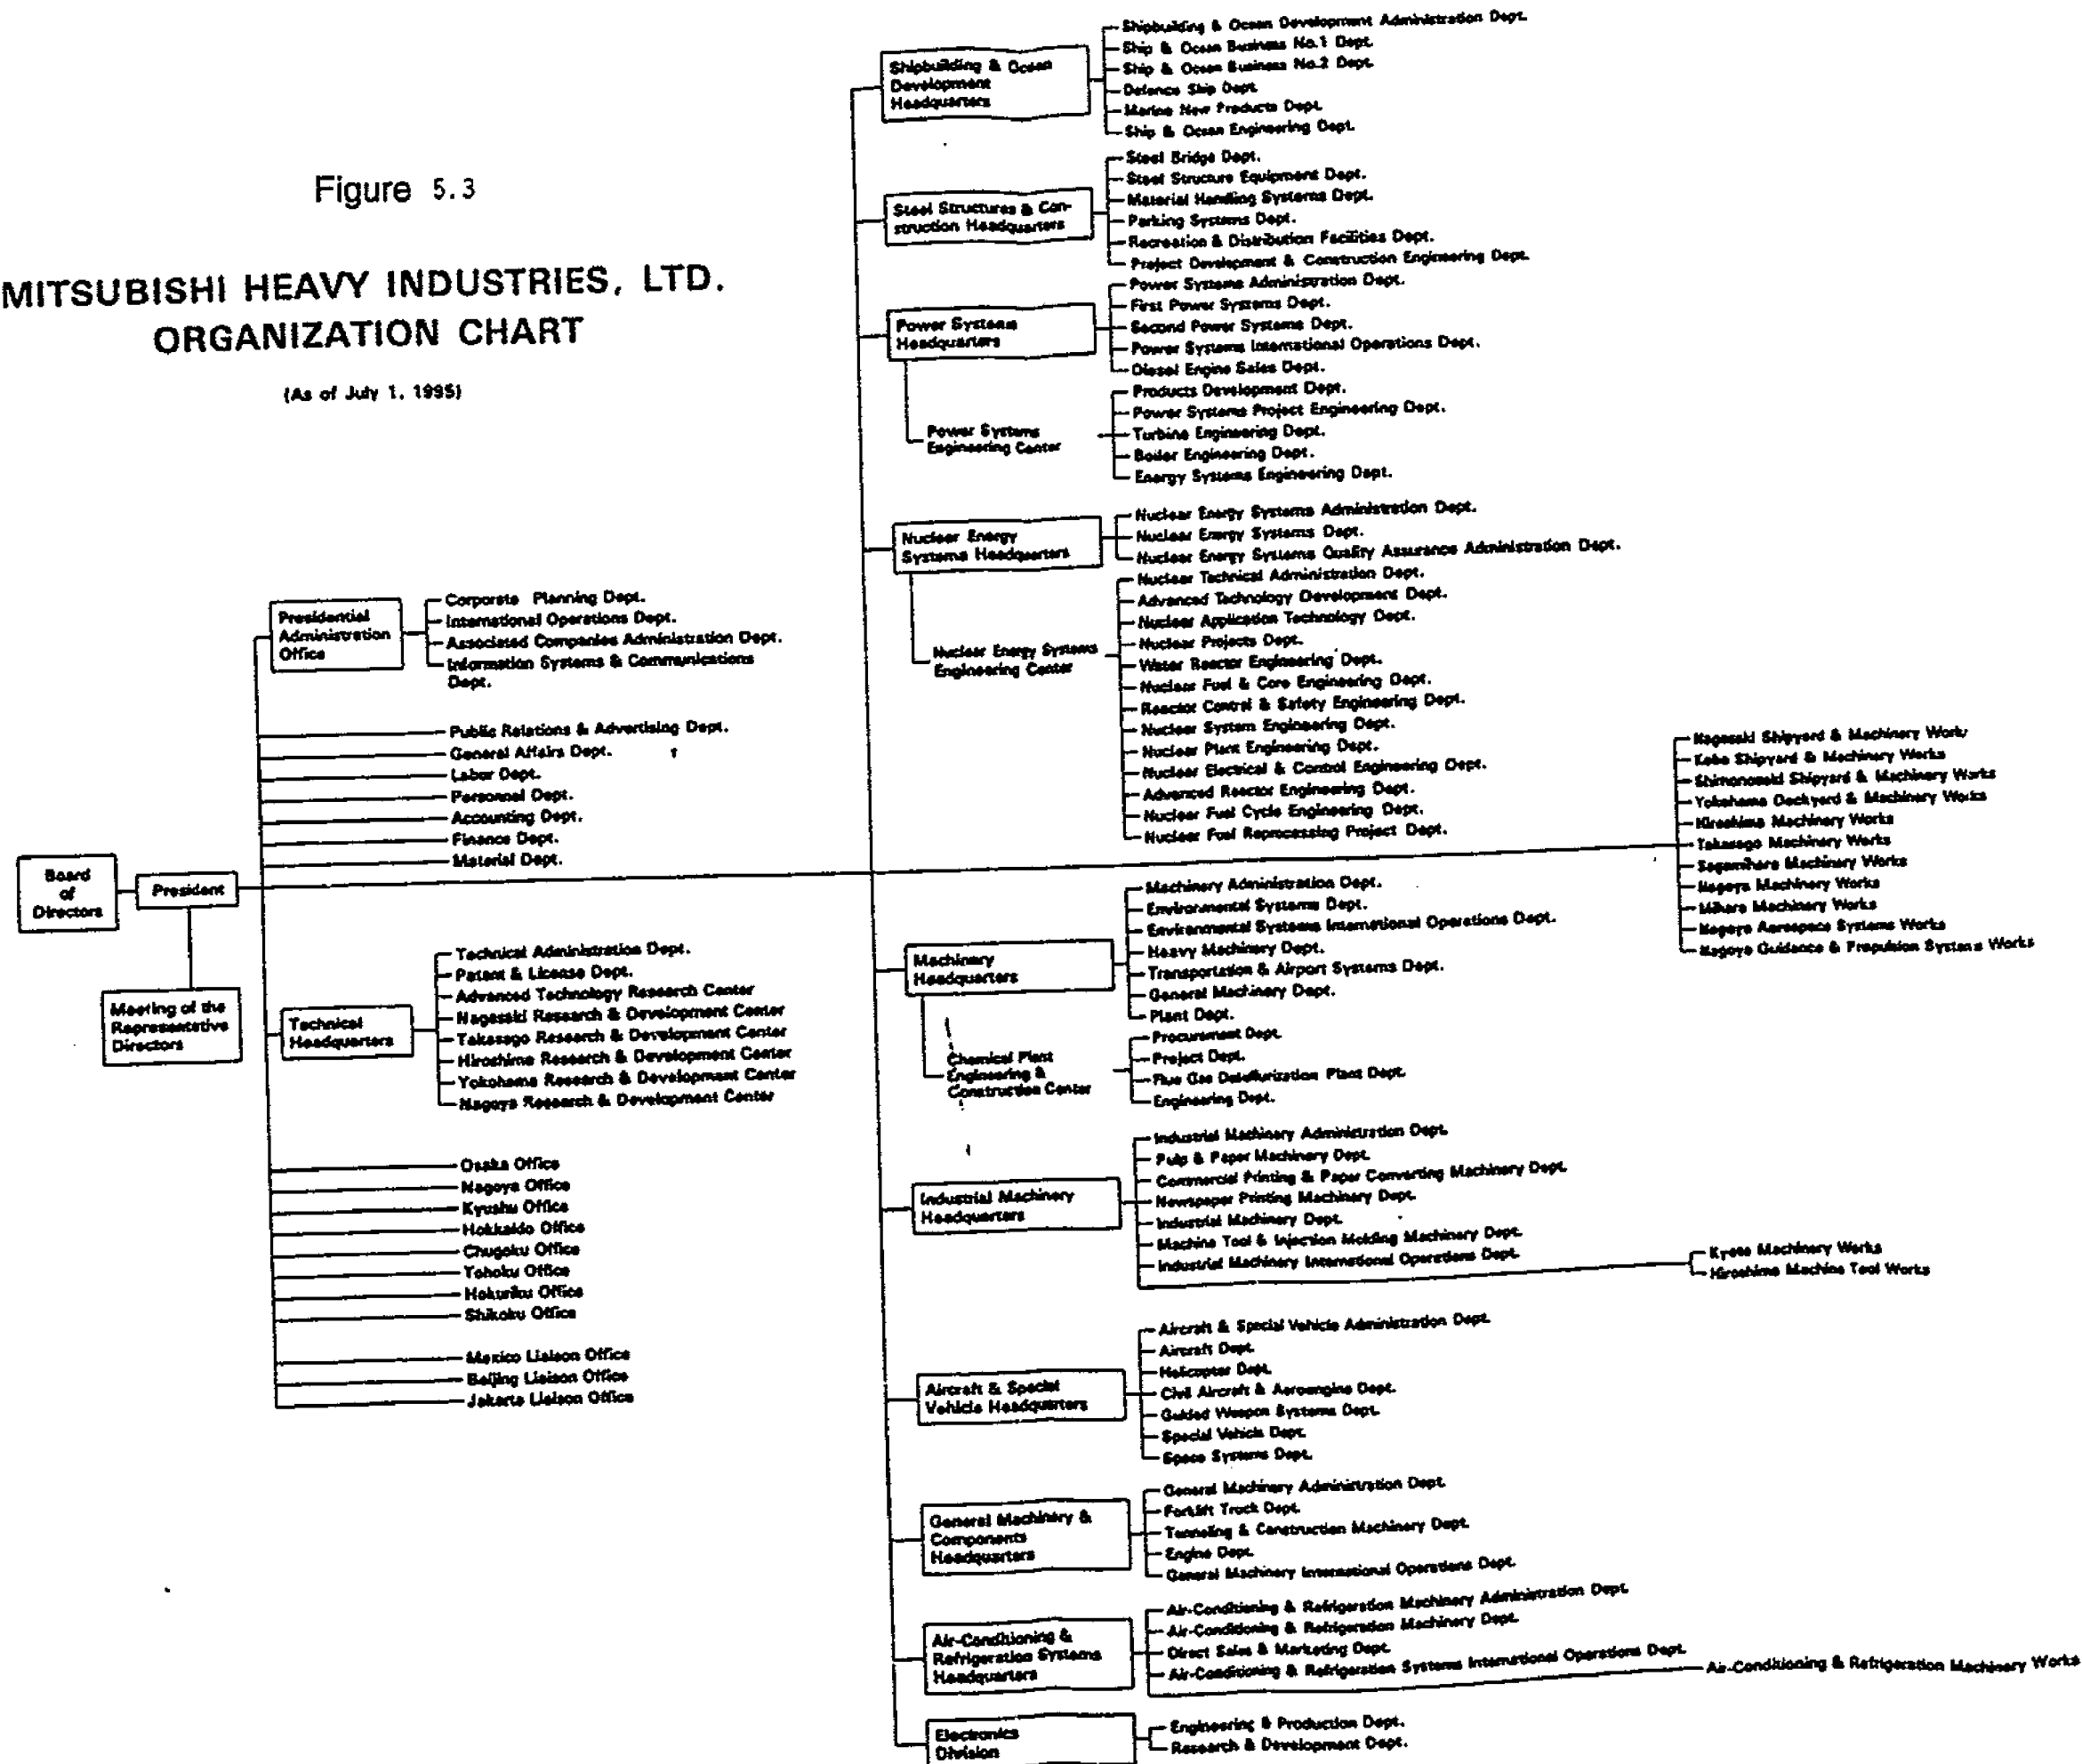 Figure 5.3
MITSUBISHI HEAVY INDUSTRIES, LTD.
ORGANIZATION CHART
(As of July 1, 1995)
Board
of
Directors
President
Meeting of the
Representative
Directors
Presidential
Administration
Office
Corporate Planning Dept.
International Operations Dept.
Associated Companies Administration Dept.
Information Systems & Communications
Dept.
Public Relations & Advertising Dept.
General Affairs Dept.
Labor Dept.
Personnel Dept.
Accounting Dept.
Finance Dept.
Material Dept.
Technical
Headquarters
Technical Administration Dept.
Patent & License Dept.
Advanced Technology Research Center
Nagasaki Research & Development Center
Takasago Research & Development Center
Hiroshima Research & Development Center
Yokohama Research & Development Center
Nagoya Research & Development Center
Osaka Office
Nagoya Office
Kyushu Office
Hokkaido Office
Chugoku Office
Tohoku Office
Hokuriku Office
Shikoku Office
Mexico Liaison Office
Beijing Liaison Office
Jakarta Liaison Office
Shipbuilding & Ocean
Development
Headquarters
Shipbuilding & Ocean Development Administration Dept.
Ship & Ocean Business No.1 Dept.
Ship & Ocean Business No.2 Dept.
Defence Ship Dept.
Marine New Products Dept.
Ship & Ocean Engineering Dept.
Steel Structures & Con-
struction Headquarters
Steel Bridge Dept.
Steel Structure Equipment Dept.
Material Handling Systems Dept.
Parking Systems Dept.
Recreation & Distribution Facilities Dept.
Project Development & Construction Engineering Dept.
Power Systems
Headquarters
Power Systems Administration Dept.
First Power Systems Dept.
Second Power Systems Dept.
Power Systems International Operations Dept.
Diesel Engine Sales Dept.
Power Systems
Engineering Center
Products Development Dept.
Power Systems Project Engineering Dept.
Turbine Engineering Dept.
Boiler Engineering Dept.
Energy Systems Engineering Dept.
Nuclear Energy
Systems Headquarters
Nuclear Energy Systems Administration Dept.
Nuclear Energy Systems Dept.
Nuclear Energy Systems Quality Assurance Administration Dept.
Nuclear Energy Systems
Engineering Center
Nuclear Technical Administration Dept.
Advanced Technology Development Dept.
Nuclear Application Technology Dept.
Nuclear Projects Dept.
Water Reactor Engineering Dept.
Nuclear Fuel & Core Engineering Dept.
Reactor Control & Safety Engineering Dept.
Nuclear System Engineering Dept.
Nuclear Plant Engineering Dept.
Nuclear Electrical & Control Engineering Dept.
Advanced Reactor Engineering Dept.
Nuclear Fuel Cycle Engineering Dept.
Nuclear Fuel Reprocessing Project Dept.
Nagasaki Shipyard & Machinery Works
Kobe Shipyard & Machinery Works
Shimonoseki Shipyard & Machinery Works
Yokohama Dockyard & Machinery Works
Hiroshima Machinery Works
Takasago Machinery Works
Sagamihara Machinery Works
Nagoya Machinery Works
Mihara Machinery Works
Nagoya Aerospace Systems Works
Nagoya Guidance & Propulsion Systems Works
Machinery
Headquarters
Machinery Administration Dept.
Environmental Systems Dept.
Environmental Systems International Operations Dept.
Heavy Machinery Dept.
Transportation & Airport Systems Dept.
General Machinery Dept.
Plant Dept.
Chemical Plant
Engineering &
Construction Center
Procurement Dept.
Project Dept.
Flue Gas Desulfurization Plant Dept.
Engineering Dept.
Industrial Machinery
Headquarters
Industrial Machinery Administration Dept.
Pulp & Paper Machinery Dept.
Commercial Printing & Paper Converting Machinery Dept.
Newspaper Printing Machinery Dept.
Industrial Machinery Dept.
Machine Tool & Injection Molding Machinery Dept.
Industrial Machinery International Operations Dept.
Kyoto Machinery Works
Hiroshima Machine Tool Works
Aircraft & Special
Vehicle Headquarters
Aircraft & Special Vehicle Administration Dept.
Aircraft Dept.
Helicopter Dept.
Civil Aircraft & Aeroengine Dept.
Guided Weapon Systems Dept.
Special Vehicle Dept.
Space Systems Dept.
General Machinery &
Components
Headquarters
General Machinery Administration Dept.
Forklift Truck Dept.
Tunneling & Construction Machinery Dept.
Engine Dept.
General Machinery International Operations Dept.
Air-Conditioning &
Refrigeration Systems
Headquarters
Air-Conditioning & Refrigeration Machinery Administration Dept.
Air-Conditioning & Refrigeration Machinery Dept.
Direct Sales & Marketing Dept.
Air-Conditioning & Refrigeration Systems International Operations Dept.
Air-Conditioning & Refrigeration Machinery Works
Electronics
Division
Engineering & Production Dept.
Research & Development Dept.